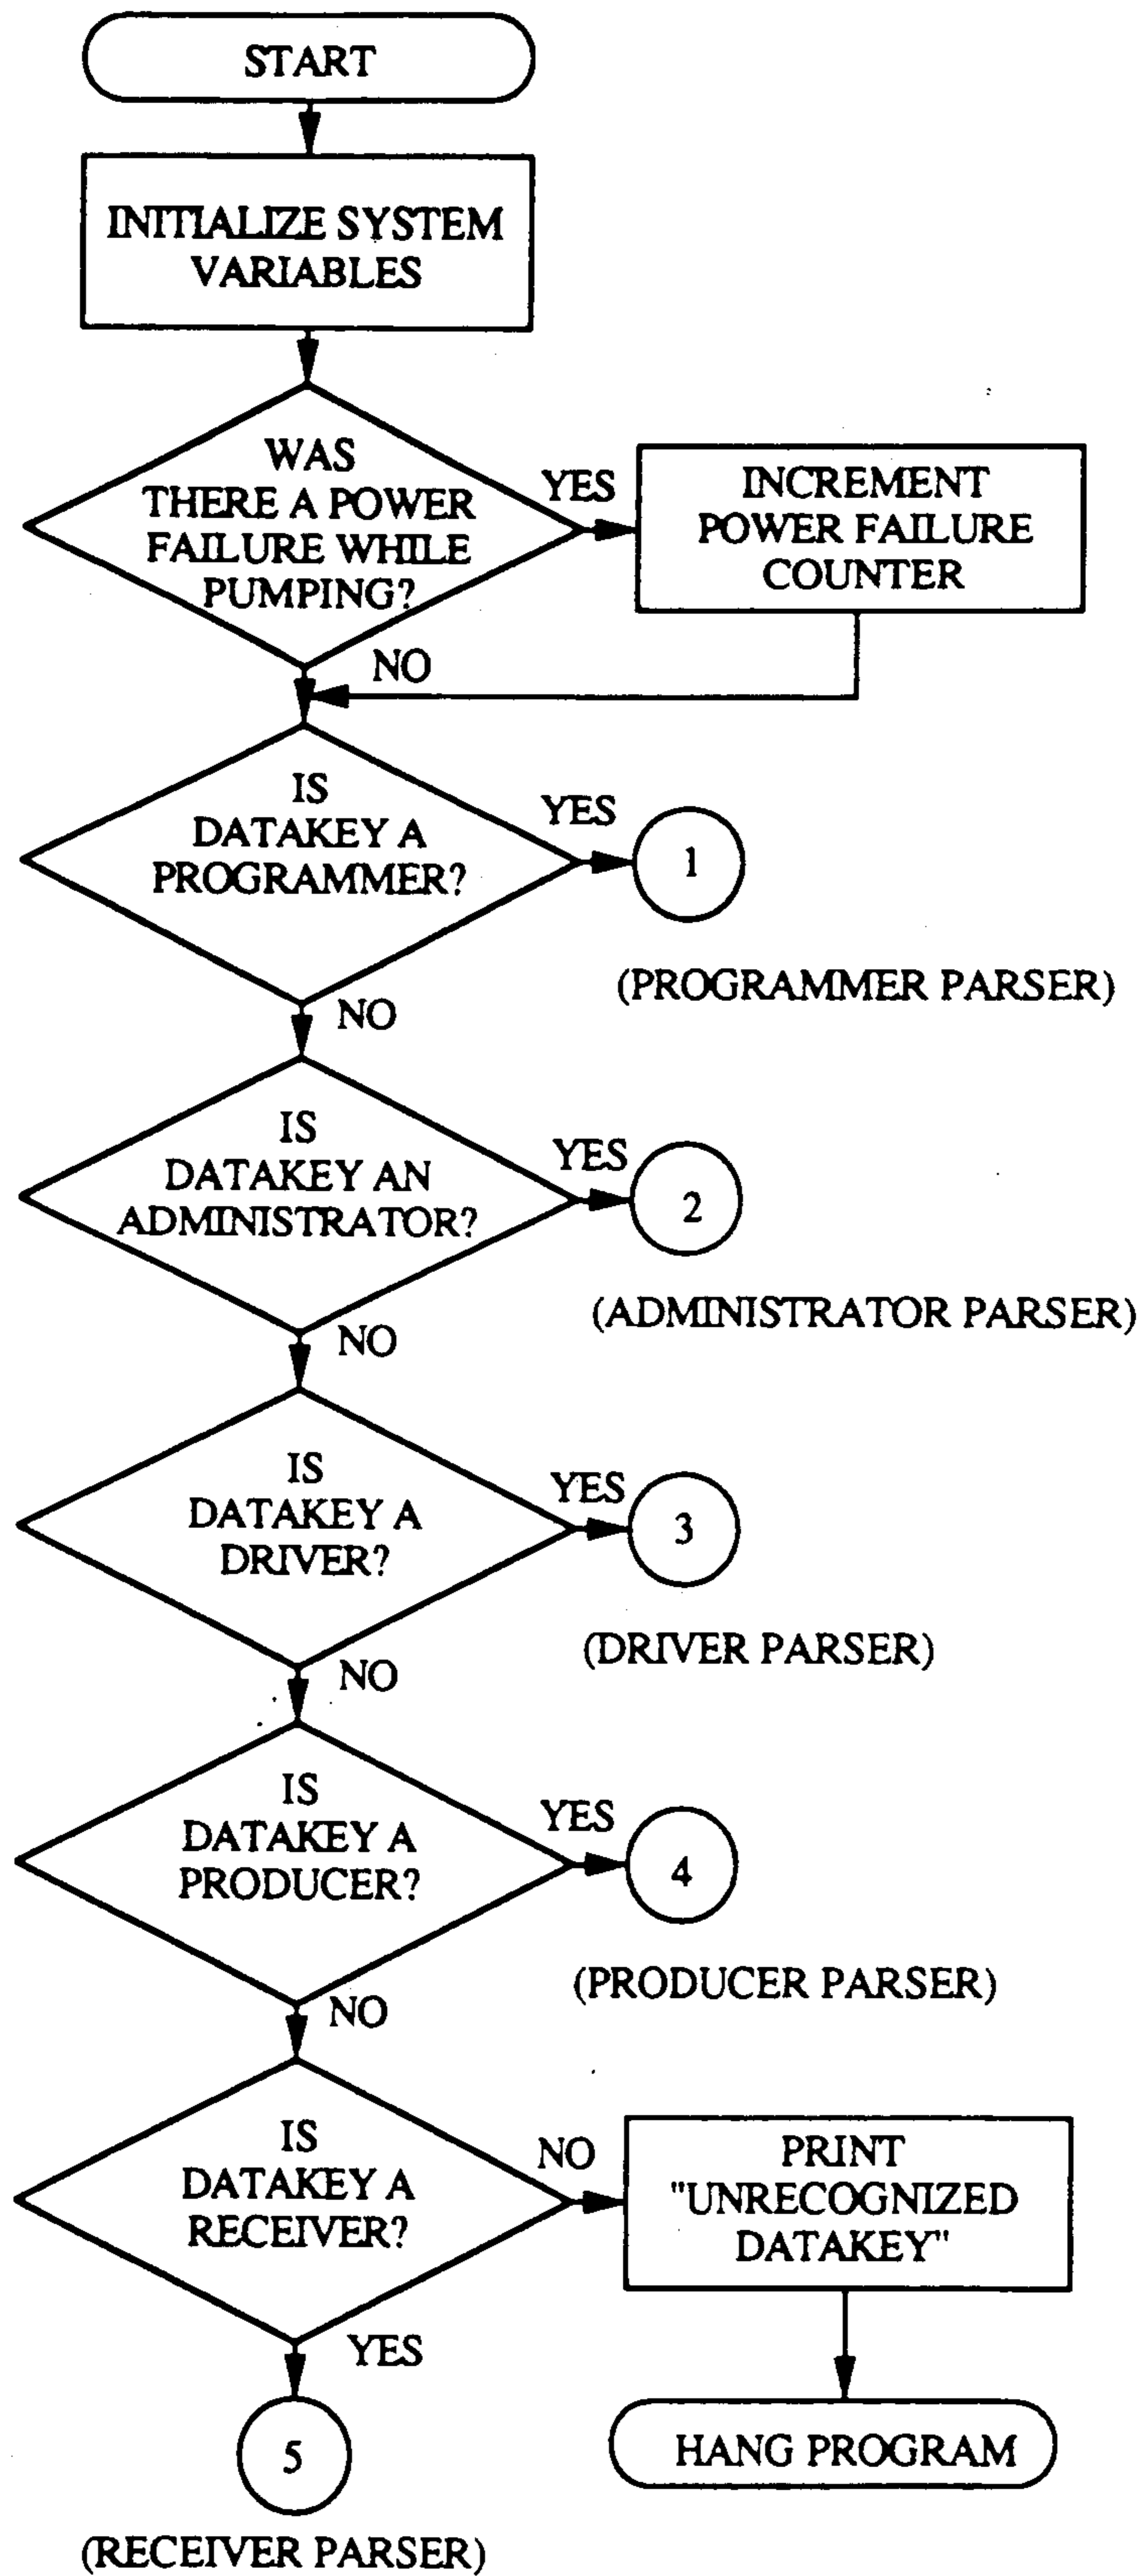 START
INITIALIZE SYSTEM
VARIABLES
WAS
THERE A POWER
FAILURE WHILE
PUMPING?
YES
INCREMENT
POWER FAILURE
COUNTER
NO
IS
DATAKEY A
PROGRAMMER?
YES
1
(PROGRAMMER PARSER)
NO
IS
DATAKEY AN
ADMINISTRATOR?
YES
2
(ADMINISTRATOR PARSER)
NO
IS
DATAKEY A
DRIVER?
YES
3
(DRIVER PARSER)
NO
IS
DATAKEY A
PRODUCER?
YES
4
(PRODUCER PARSER)
NO
IS
DATAKEY A
RECEIVER?
NO
PRINT
"UNRECOGNIZED
DATAKEY"
YES
5
HANG PROGRAM
(RECEIVER PARSER)